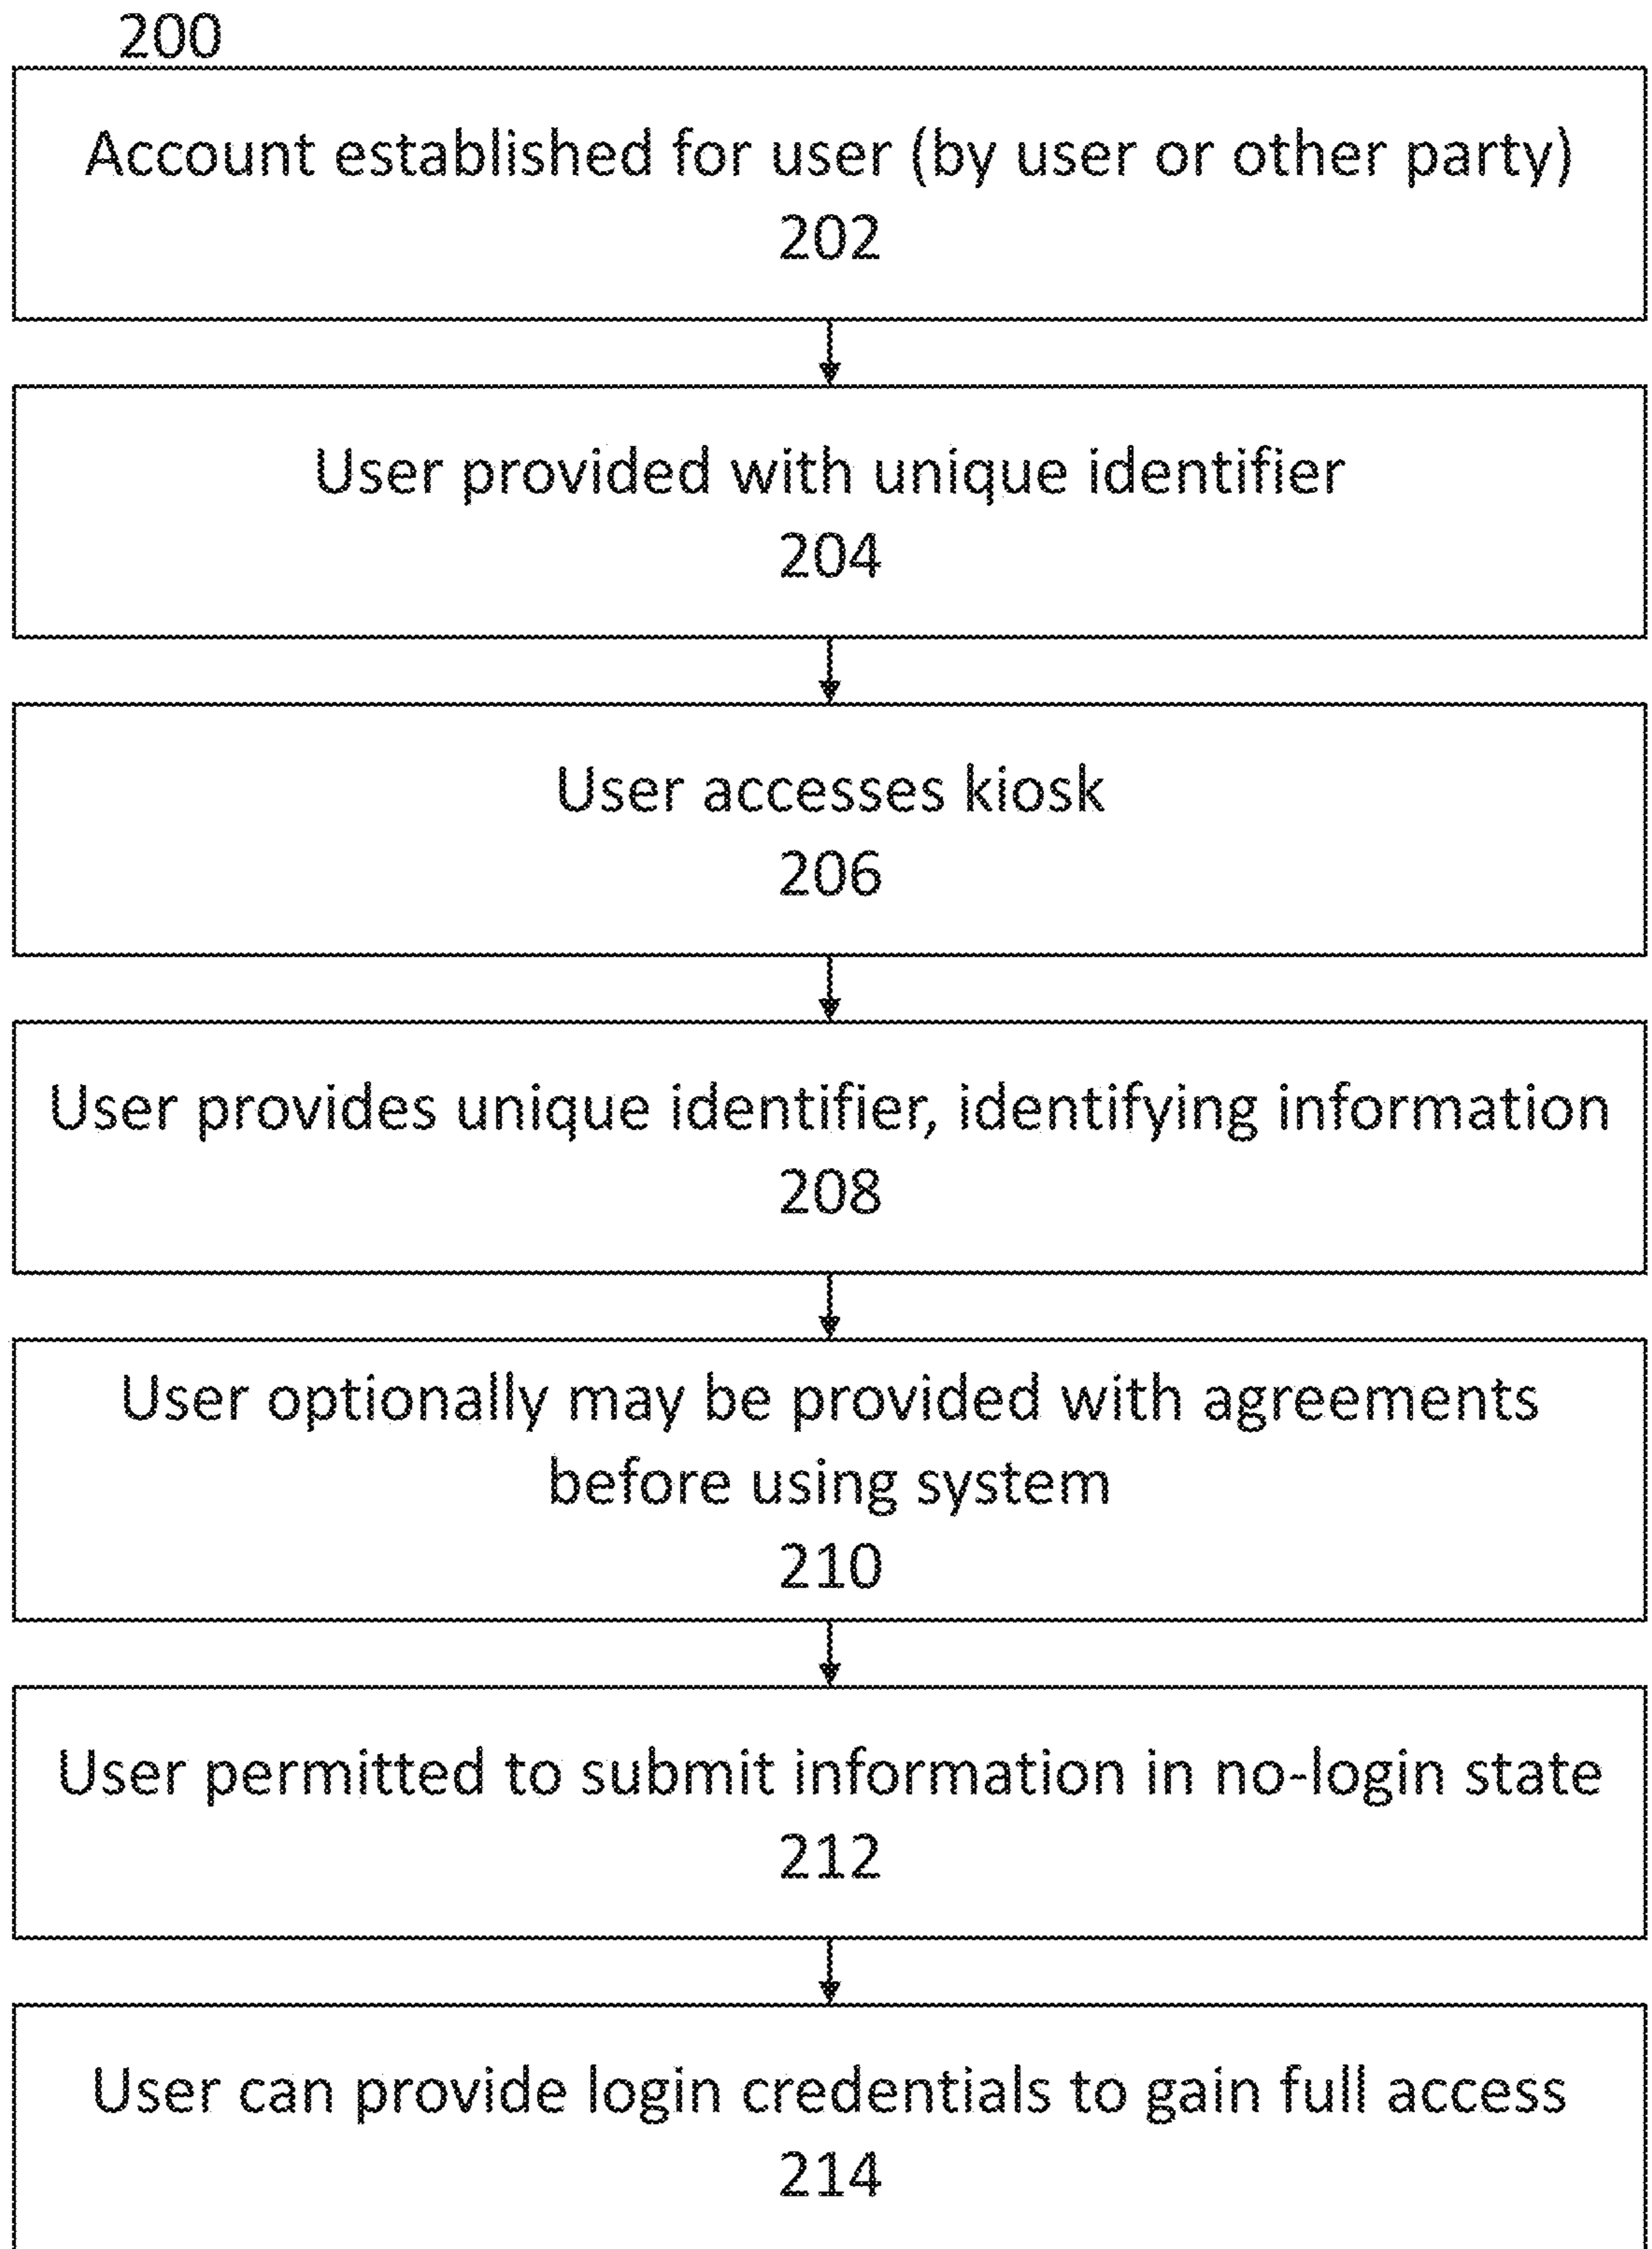 200
Account established for user (by user or other party)
202
User provided with unique identifier
204
User accesses kiosk
206
User provides unique identifier, identifying information
208
User optionally may be provided with agreements
before using system
210
User permitted to submit information in no-login state
212
User can provide login credentials to gain full access
214